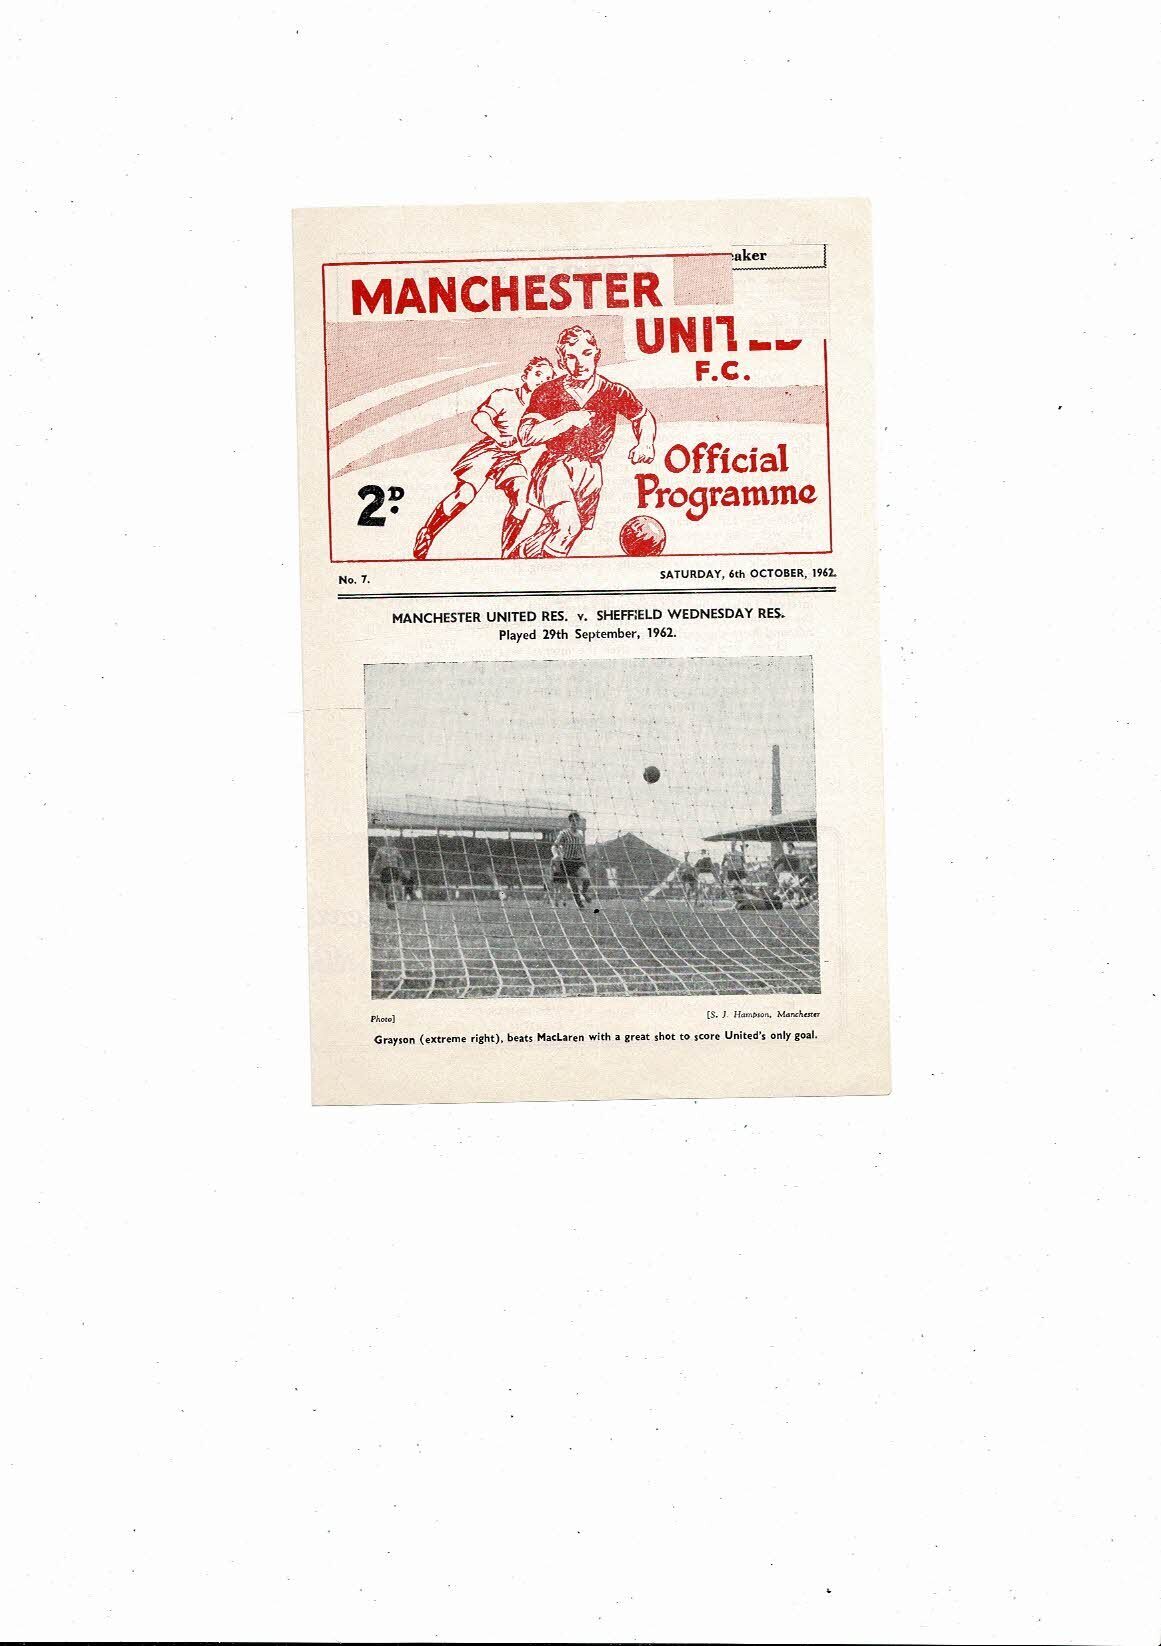 MANCHESTER
UNITED
F.C.
Official
Programme
2D.
No. 7.
SATURDAY, 6th OCTOBER, 1962.
MANCHESTER UNITED RES. v. SHEFFIELD WEDNESDAY RES.
Played 29th September, 1962.
Photo]
[S. J. Hampson, Manchester
Grayson (extreme right), beats MacLaren with a great shot to score United's only goal.